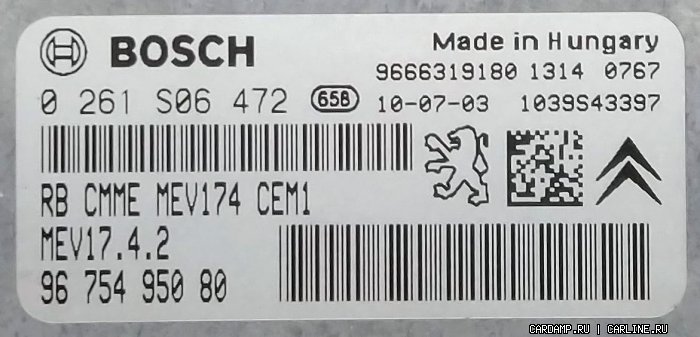 BOSCH
Made in Hungary
9666319180 1314 0767
0 261 S06 472 658
10-07-03 1039S43397
RB CMME MEV174 CEM1
MEV17.4.2
96 754 950 80
CARDAMP.RU | CARLINE.RU